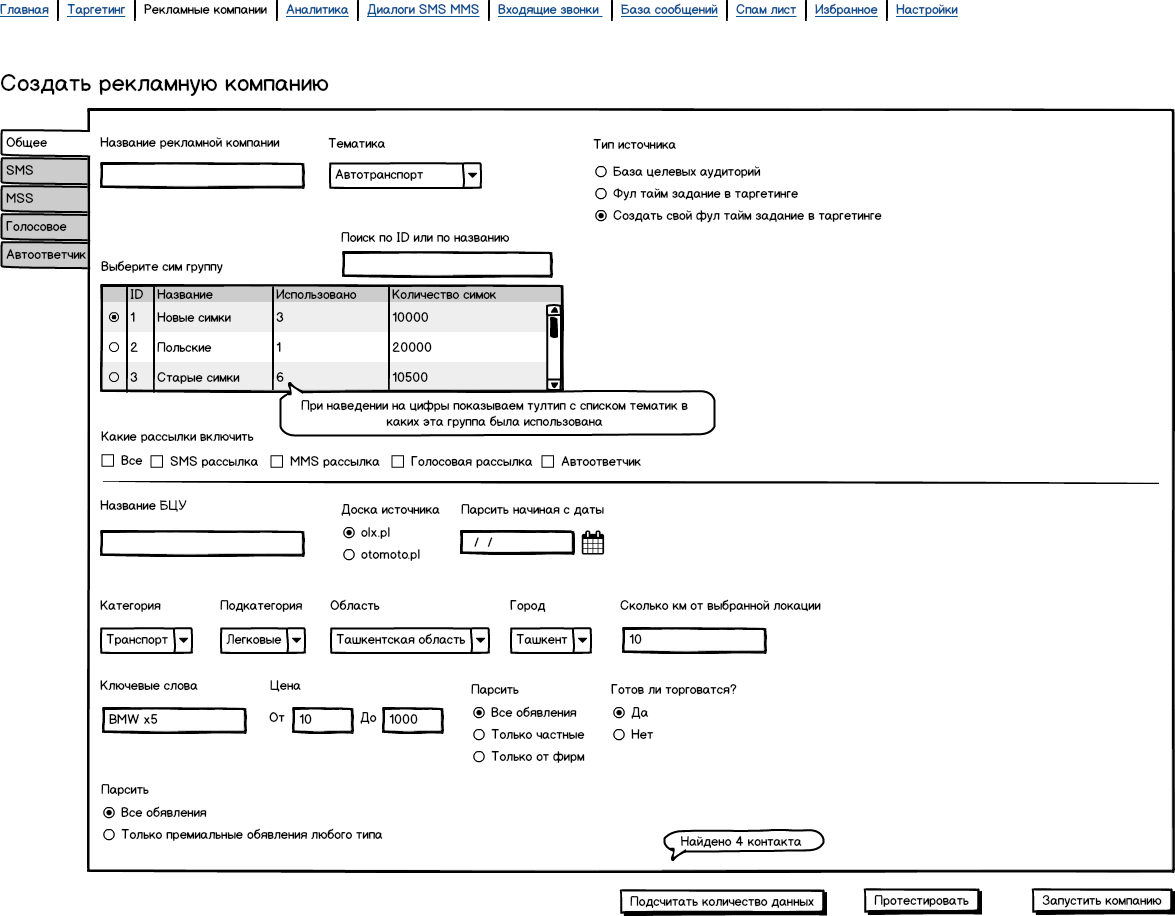 Главная Таргетинг Рекламные компании Аналитика Диалоги SMS MMS Входящие звонки База сообщений Спам лист Избранное Настройки
Создать рекламную компанию
Общее
SMS
MSS
Голосовое
Автоответчик
Название рекламной компании
Тематика
Автотранспорт
Тип источника
База целевых аудиторий
Фул тайм задание в таргетинге
Создать свой фул тайм задание в таргетинге
Поиск по ID или по названию
Выберите сим группу
ID Название Использовано Количество симок
1 Новые симки 3 10000
2 Польские 1 20000
3 Старые симки 6 10500
При наведении на цифры показываем тултип с списком тематик в
каких эта группа была использована
Какие рассылки включить
Все SMS рассылка MMS рассылка Голосовая рассылка Автоответчик
Название БЦУ
Доска источника
olx.pl
otomoto.pl
Парсить начиная с даты
/ /
Категория Подкатегория Область Город Сколько км от выбранной локации
Транспорт Легковые Ташкентская область Ташкент 10
Ключевые слова
BMW x5
Цена
От 10 До 1000
Парсить
Все обявления
Только частные
Только от фирм
Готов ли торговатся?
Да
Нет
Парсить
Все обявления
Только премиальные обявления любого типа
Найдено 4 контакта
Подсчитать количество данных Протестировать Запустить компанию